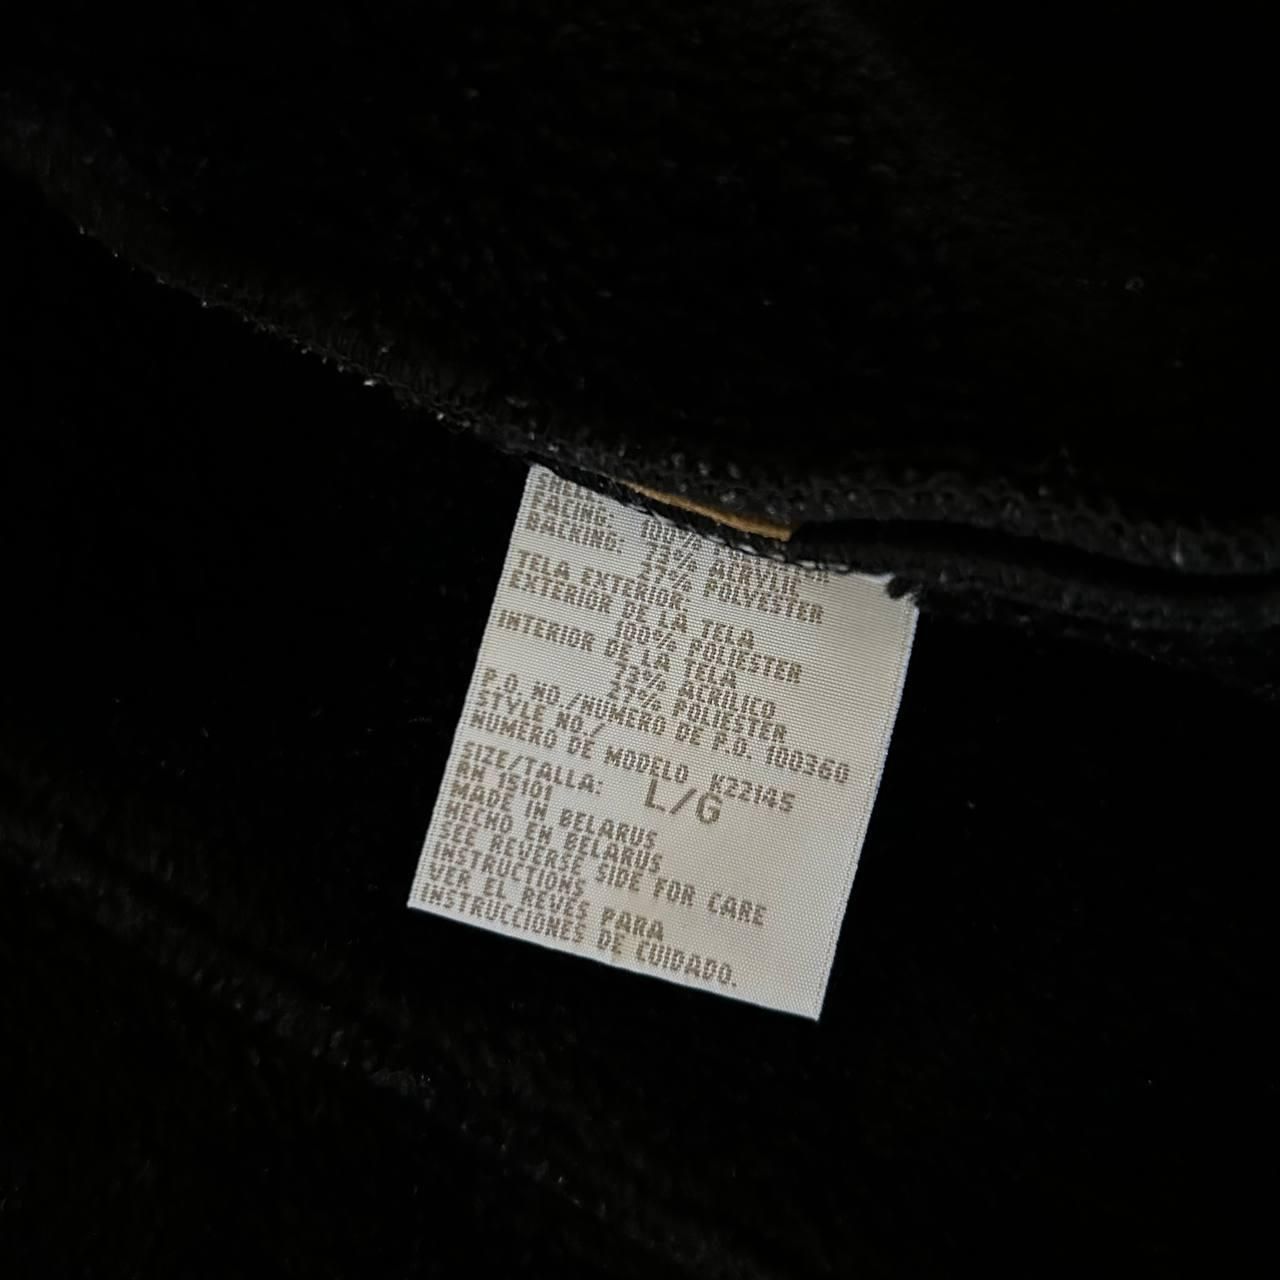 SHELL:
FACING: 100%
BACKING: 73% ACRYLIC
27% POLYESTER
TELA EXTERIOR:
EXTERIOR DE LA TELA
100% POLIESTER
INTERIOR DE LA TELA
73% ACRILICO
27% POLIESTER
P.O. NO./NUMERO DE P.O. 100360
STYLE NO./
NUMERO DE MODELO K22145
SIZE/TALLA: L/G
RN 15101
MADE IN BELARUS
HECHO EN BELARUS
SEE REVERSE SIDE FOR CARE
INSTRUCTIONS
VER EL REVES PARA
INSTRUCCIONES DE CUIDADO.